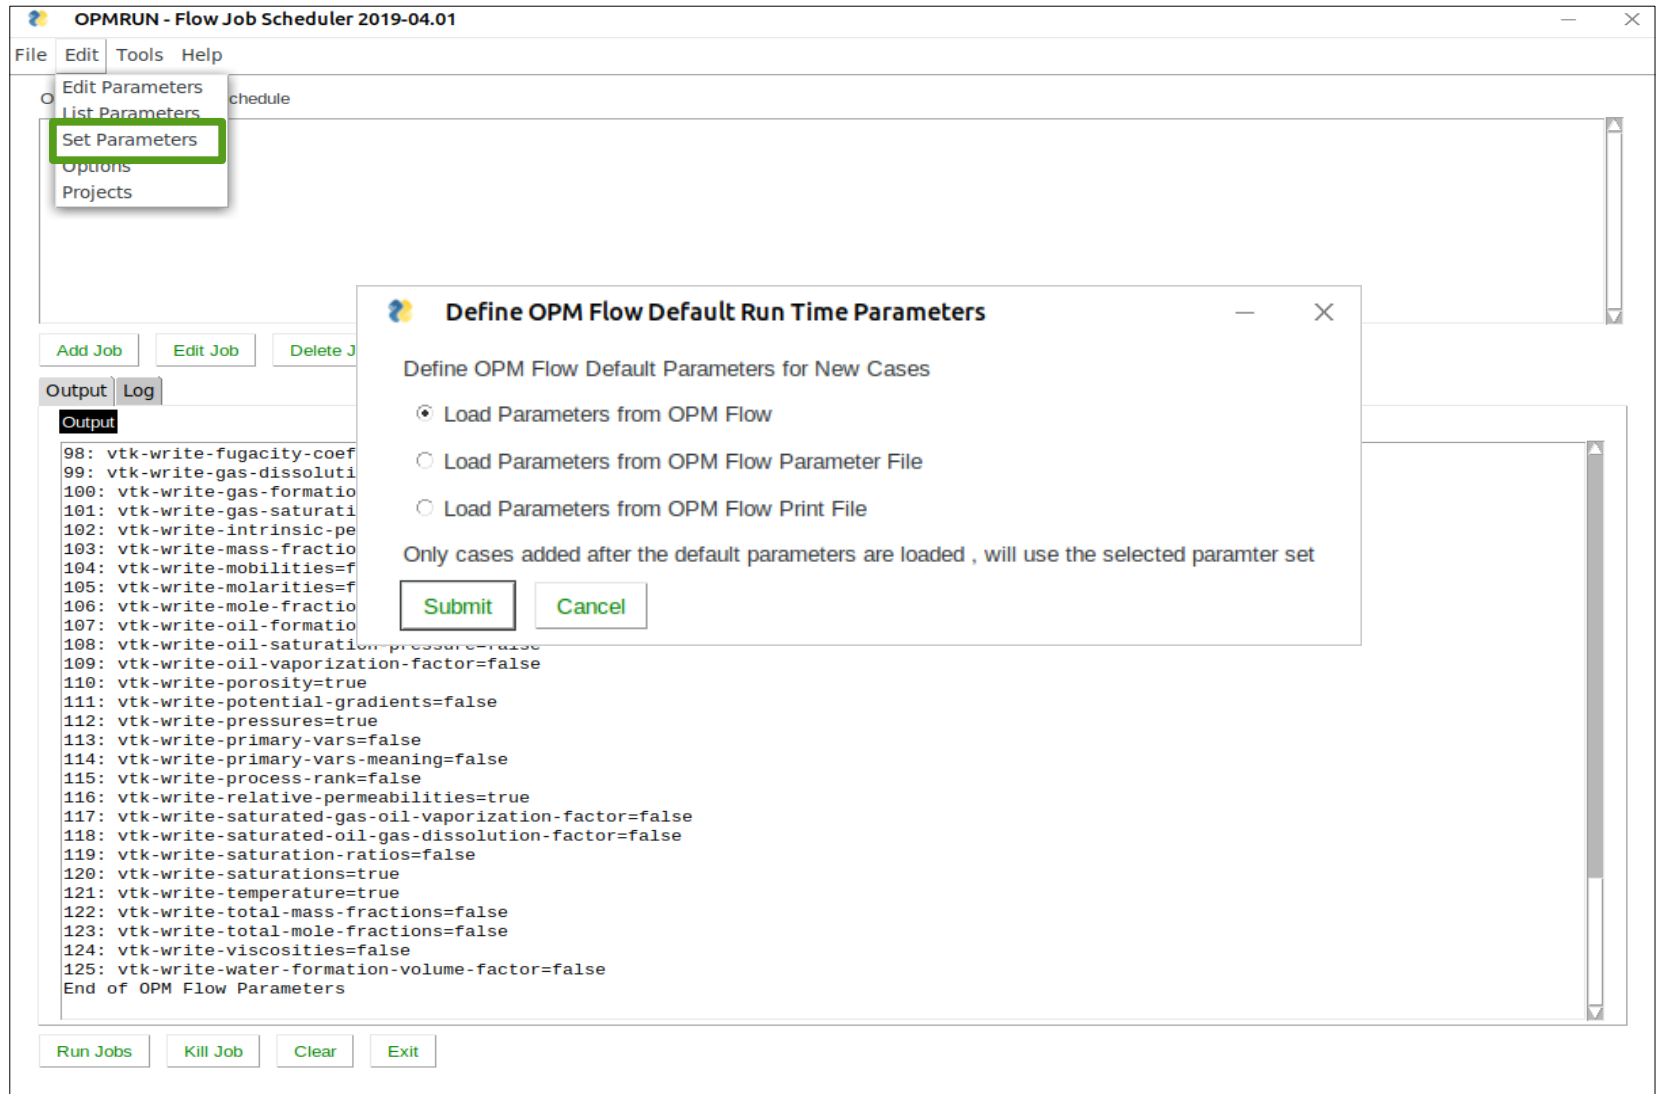 OPMRUN - Flow Job Scheduler 2019-04.01
File Edit Tools Help
Edit Parameters
chedule
List Parameters
Set Parameters
Options
Projects
Define OPM Flow Default Run Time Parameters
Define OPM Flow Default Parameters for New Cases
Load Parameters from OPM Flow
Load Parameters from OPM Flow Parameter File
Load Parameters from OPM Flow Print File
Only cases added after the default parameters are loaded , will use the selected paramter set
Submit Cancel
Add Job Edit Job Delete J
Output Log
Output
98: vtk-write-fugacity-coef
99: vtk-write-gas-dissoluti
100: vtk-write-gas-formatio
101: vtk-write-gas-saturati
102: vtk-write-intrinsic-pe
103: vtk-write-mass-fractio
104: vtk-write-mobilities=f
105: vtk-write-molarities=f
106: vtk-write-mole-fractio
107: vtk-write-oil-formatio
108: vtk-write-oil-saturation-pressure=false
109: vtk-write-oil-vaporization-factor=false
110: vtk-write-porosity=true
111: vtk-write-potential-gradients=false
112: vtk-write-pressures=true
113: vtk-write-primary-vars=false
114: vtk-write-primary-vars-meaning=false
115: vtk-write-process-rank=false
116: vtk-write-relative-permeabilities=true
117: vtk-write-saturated-gas-oil-vaporization-factor=false
118: vtk-write-saturated-oil-gas-dissolution-factor=false
119: vtk-write-saturation-ratios=false
120: vtk-write-saturations=true
121: vtk-write-temperature=true
122: vtk-write-total-mass-fractions=false
123: vtk-write-total-mole-fractions=false
124: vtk-write-viscosities=false
125: vtk-write-water-formation-volume-factor=false
End of OPM Flow Parameters
Run Jobs Kill Job Clear Exit